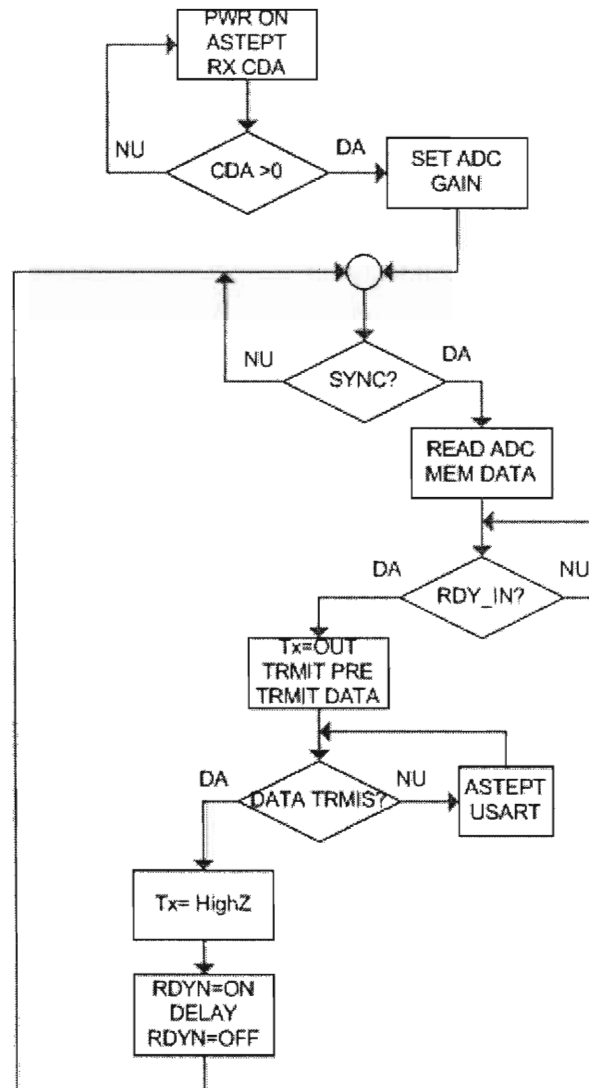 PWR ON
ASTEPT
RX CDA
NU
CDA >0
DA
SET ADC
GAIN
NU
SYNC?
DA
READ ADC
MEM DATA
DA
RDY_IN?
NU
Tx=OUT
TRMIT PRE
TRMIT DATA
DA
DATA TRMIS?
NU
ASTEPT
USART
Tx= HighZ
RDYN=ON
DELAY
RDYN=OFF